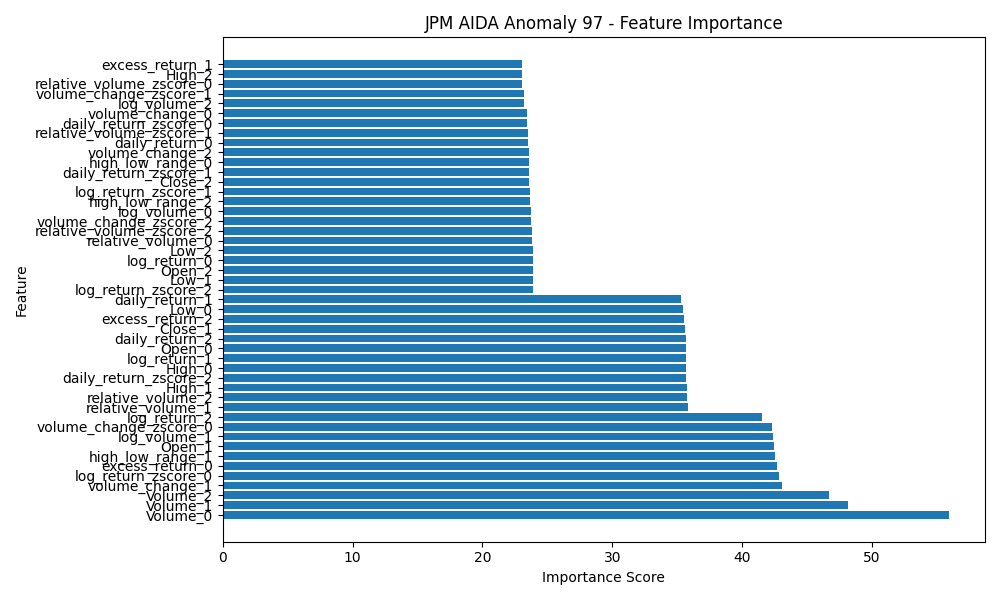 JPM AIDA Anomaly 97 - Feature Importance
excess_return_1
High_2
relative_volume_zscore_0
volume_change_zscore_1
log_volume_2
volume_change_0
daily_return_zscore_0
relative_volume_zscore_1
daily_return_0
volume_change_2
high_low_range_0
daily_return_zscore_1
Close_2
log_return_zscore_1
high_low_range_2
log_volume_0
volume_change_zscore_2
relative_volume_zscore_2
relative_volume_0
Low_2
log_return_0
Open_2
Low_1
log_return_zscore_2
daily_return_1
Low_0
excess_return_2
Close_1
daily_return_2
Open_0
log_return_1
High_0
daily_return_zscore_2
High_1
relative_volume_2
relative_volume_1
log_return_2
volume_change_zscore_0
log_volume_1
Open_1
high_low_range_1
excess_return_0
log_return_zscore_0
volume_change_1
Volume_2
Volume_1
Volume_0
Feature
0 10 20 30 40 50
Importance Score